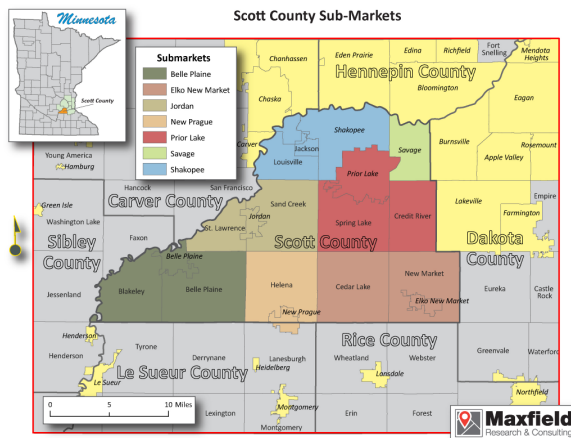 Scott County Sub-Markets
Minnesota
Scott County
Submarkets
Belle Plaine
Elko New Market
Jordan
New Prague
Prior Lake
Savage
Shakopee
Chanhassen
Eden Prairie
Edina
Richfield
Fort
Snelling
Mendota
Heights
Hennepin County
Bloomington
Chaska
Eagan
Shakopee
Carver
Jackson
Louisville
Savage
Burnsville
Rosemount
Apple Valley
Young America
Hamburg
Prior Lake
Hancock
San Francisco
Carver County
Green Isle
Washington Lake
Sand Creek
Jordan
St. Lawrence
Spring Lake
Credit River
Lakeville
Farmington
Empire
Faxon
Sibley
County
Scott County
Dakota
County
Belle Plaine
Jessenland
Blakeley
Belle Plaine
Helena
Cedar Lake
New Market
Elko New Market
Eureka
Castle
Rock
New Prague
Henderson
Rice County
Henderson
Tyrone
Derrynane
Lanesburgh
Heidelberg
Wheatland
Webster
Greenvale
Waterford
Le Sueur County
Lonsdale
Le Sueur
Northfield
0 5 10 Miles
Lexington
Montgomery
Montgomery
Erin
Forest
Maxfield
Research & Consulting